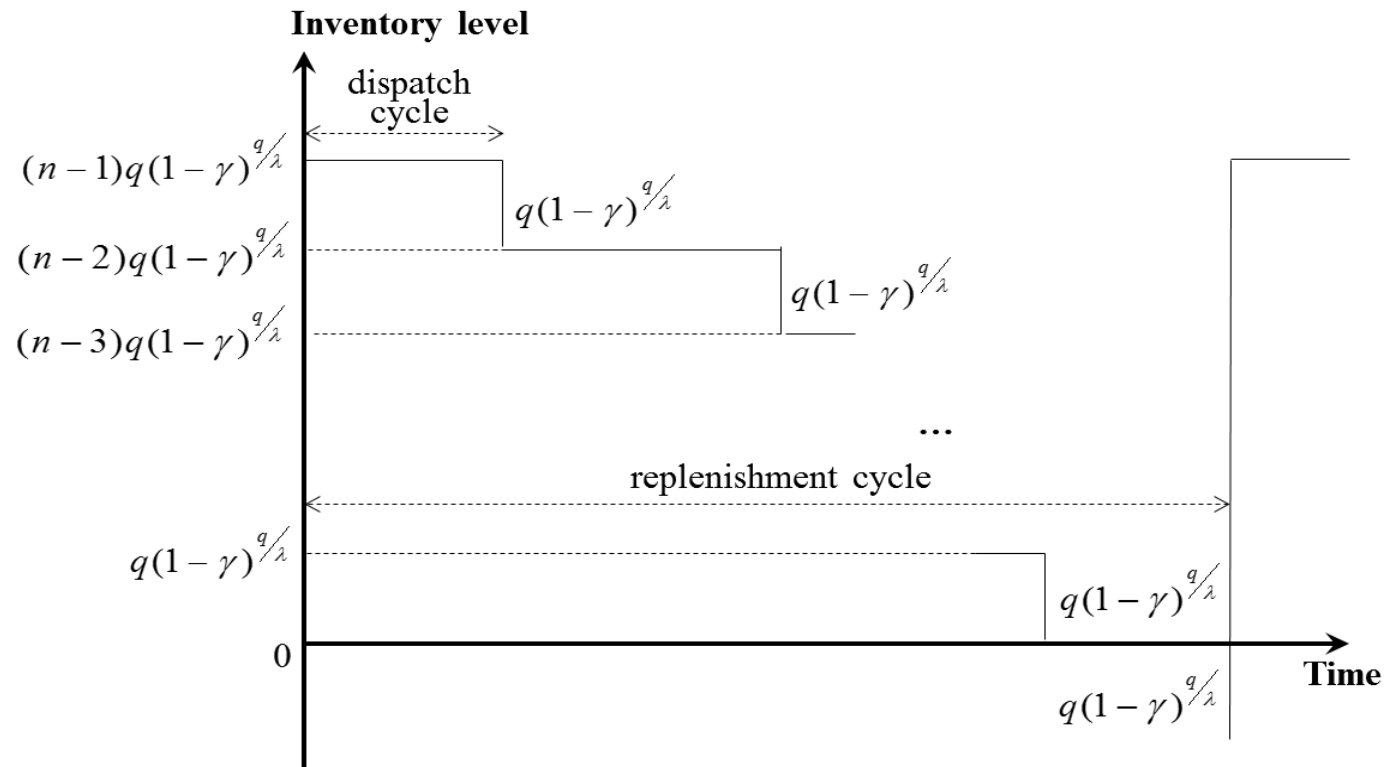 Inventory level
dispatch
cycle
(n − 1)q(1 − γ)^{q/λ}
q(1 − γ)^{q/λ}
(n − 2)q(1 − γ)^{q/λ}
q(1 − γ)^{q/λ}
(n − 3)q(1 − γ)^{q/λ}
...
replenishment cycle
q(1 − γ)^{q/λ}
q(1 − γ)^{q/λ}
0
Time
q(1 − γ)^{q/λ}